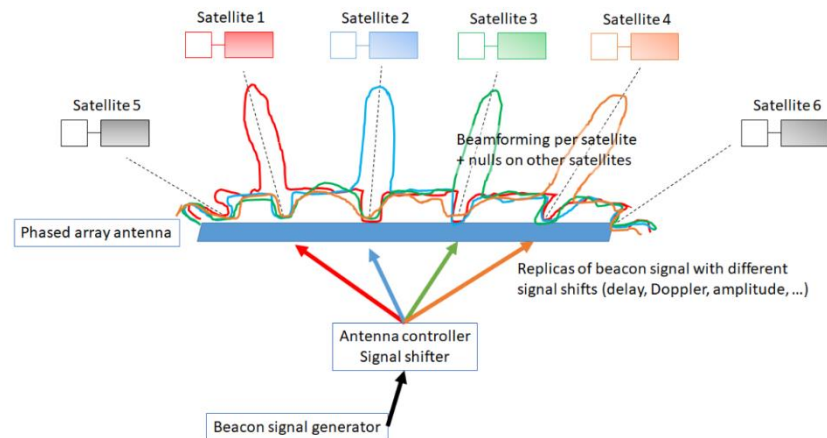 Satellite 1
Satellite 2
Satellite 3
Satellite 4
Satellite 5
Satellite 6
Beamforming per satellite
+ nulls on other satellites
Phased array antenna
Replicas of beacon signal with different
signal shifts (delay, Doppler, amplitude, ...)
Antenna controller
Signal shifter
Beacon signal generator